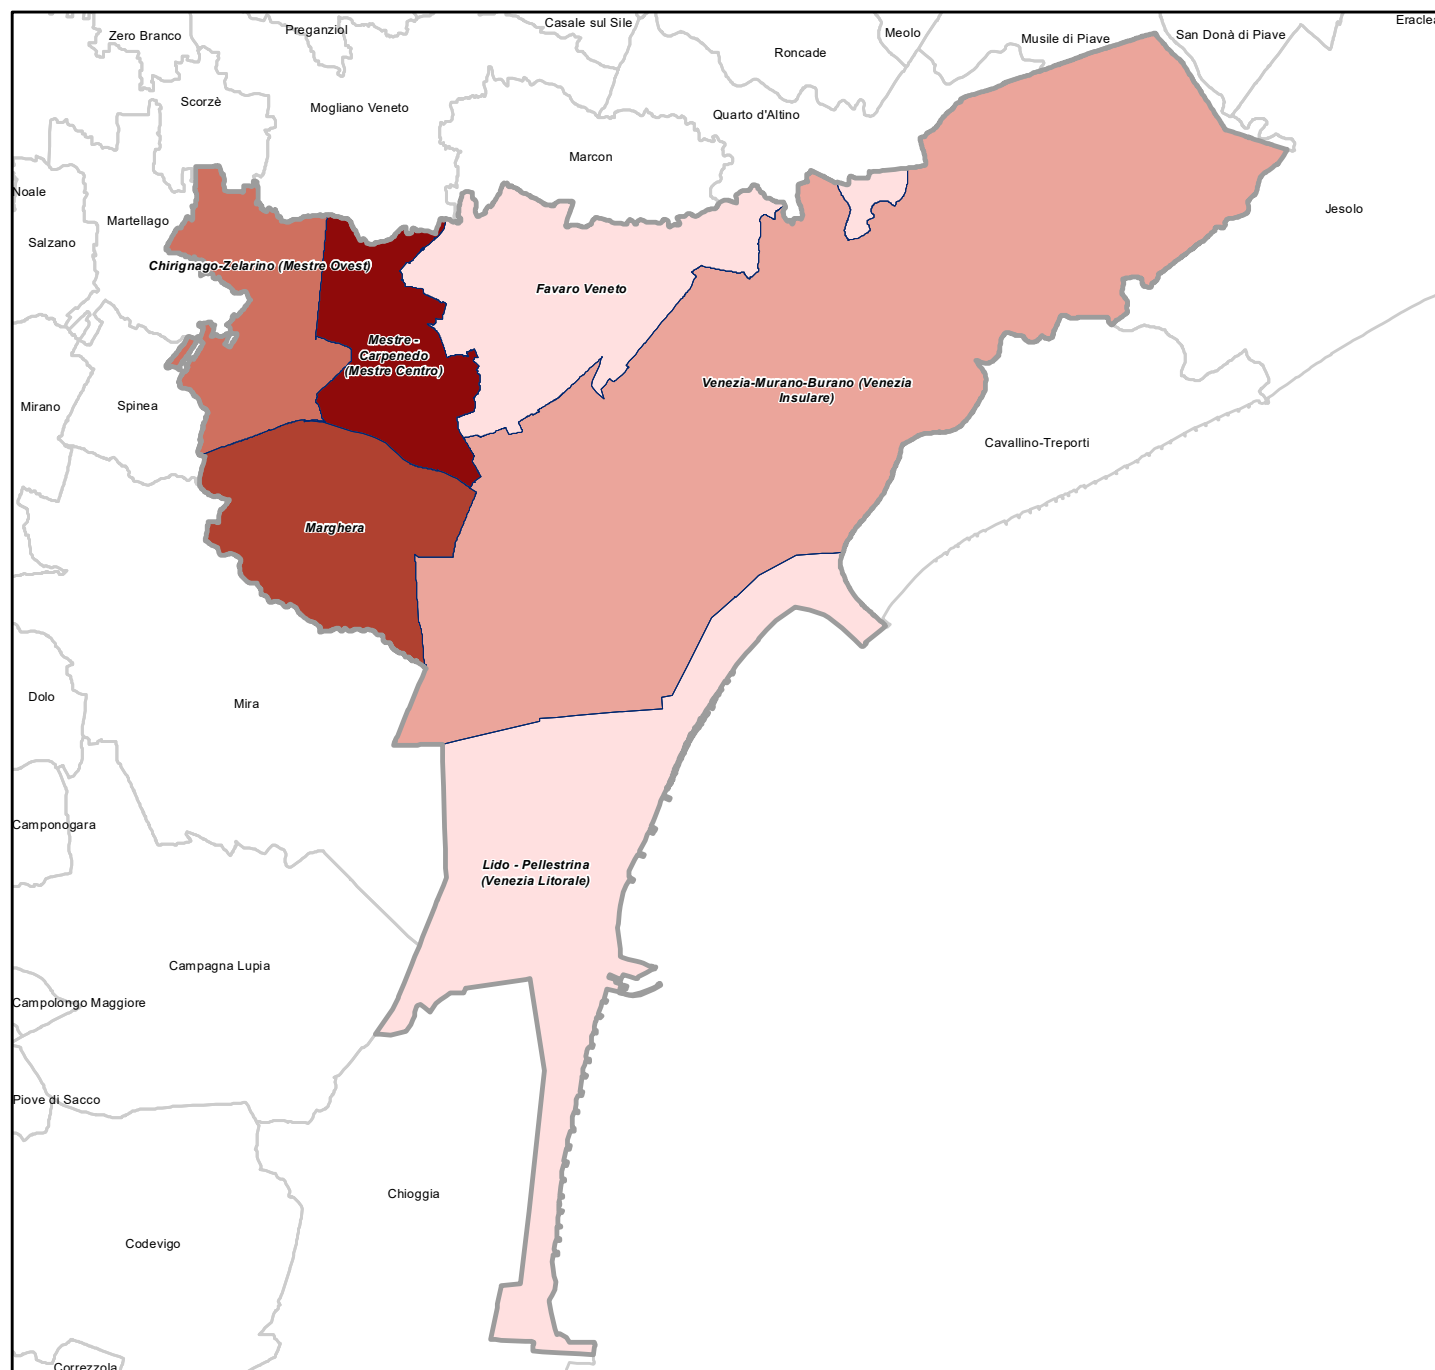 Casale sul Sile
Eraclea
Preganziol
Meolo
San Donà di Piave
Zero Branco
Musile di Piave
Roncade
Scorzè
Mogliano Veneto
Quarto d'Altino
Marcon
Noale
Jesolo
Martellago
Salzano
Chirignago-Zelarino (Mestre Ovest)
Favaro Veneto
Mestre -
Carpenedo
(Mestre Centro)
Venezia-Murano-Burano (Venezia
Insulare)
Mirano
Spinea
Cavallino-Treporti
Marghera
Dolo
Mira
Camponogara
Lido - Pellestrina
(Venezia Litorale)
Campagna Lupia
Campolongo Maggiore
Piove di Sacco
Chioggia
Codevigo
Correzzola